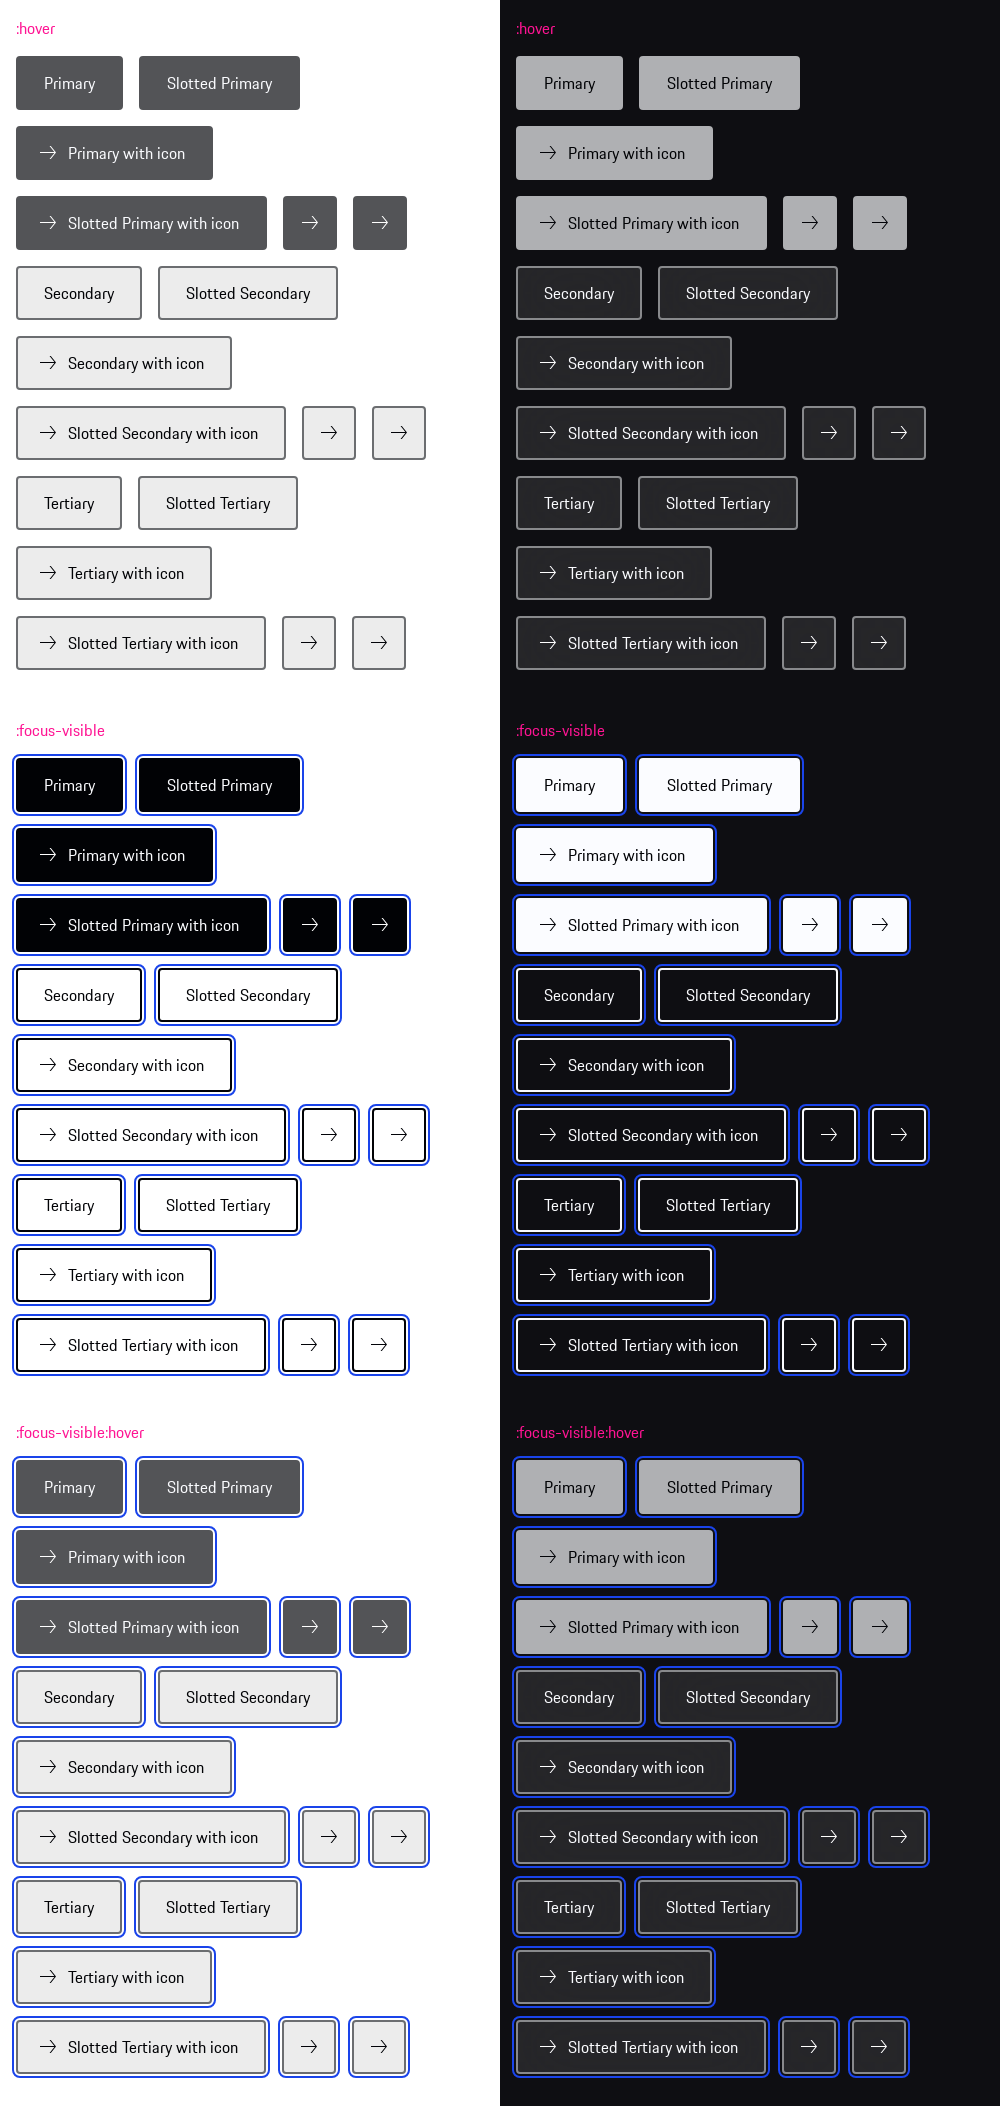 :hover
Primary Slotted Primary
Primary with icon
Slotted Primary with icon
Secondary Slotted Secondary
Secondary with icon
Slotted Secondary with icon
Tertiary Slotted Tertiary
Tertiary with icon
Slotted Tertiary with icon
:focus-visible
Primary Slotted Primary
Primary with icon
Slotted Primary with icon
Secondary Slotted Secondary
Secondary with icon
Slotted Secondary with icon
Tertiary Slotted Tertiary
Tertiary with icon
Slotted Tertiary with icon
:focus-visible:hover
Primary Slotted Primary
Primary with icon
Slotted Primary with icon
Secondary Slotted Secondary
Secondary with icon
Slotted Secondary with icon
Tertiary Slotted Tertiary
Tertiary with icon
Slotted Tertiary with icon
:hover
Primary Slotted Primary
Primary with icon
Slotted Primary with icon
Secondary Slotted Secondary
Secondary with icon
Slotted Secondary with icon
Tertiary Slotted Tertiary
Tertiary with icon
Slotted Tertiary with icon
:focus-visible
Primary Slotted Primary
Primary with icon
Slotted Primary with icon
Secondary Slotted Secondary
Secondary with icon
Slotted Secondary with icon
Tertiary Slotted Tertiary
Tertiary with icon
Slotted Tertiary with icon
:focus-visible:hover
Primary Slotted Primary
Primary with icon
Slotted Primary with icon
Secondary Slotted Secondary
Secondary with icon
Slotted Secondary with icon
Tertiary Slotted Tertiary
Tertiary with icon
Slotted Tertiary with icon